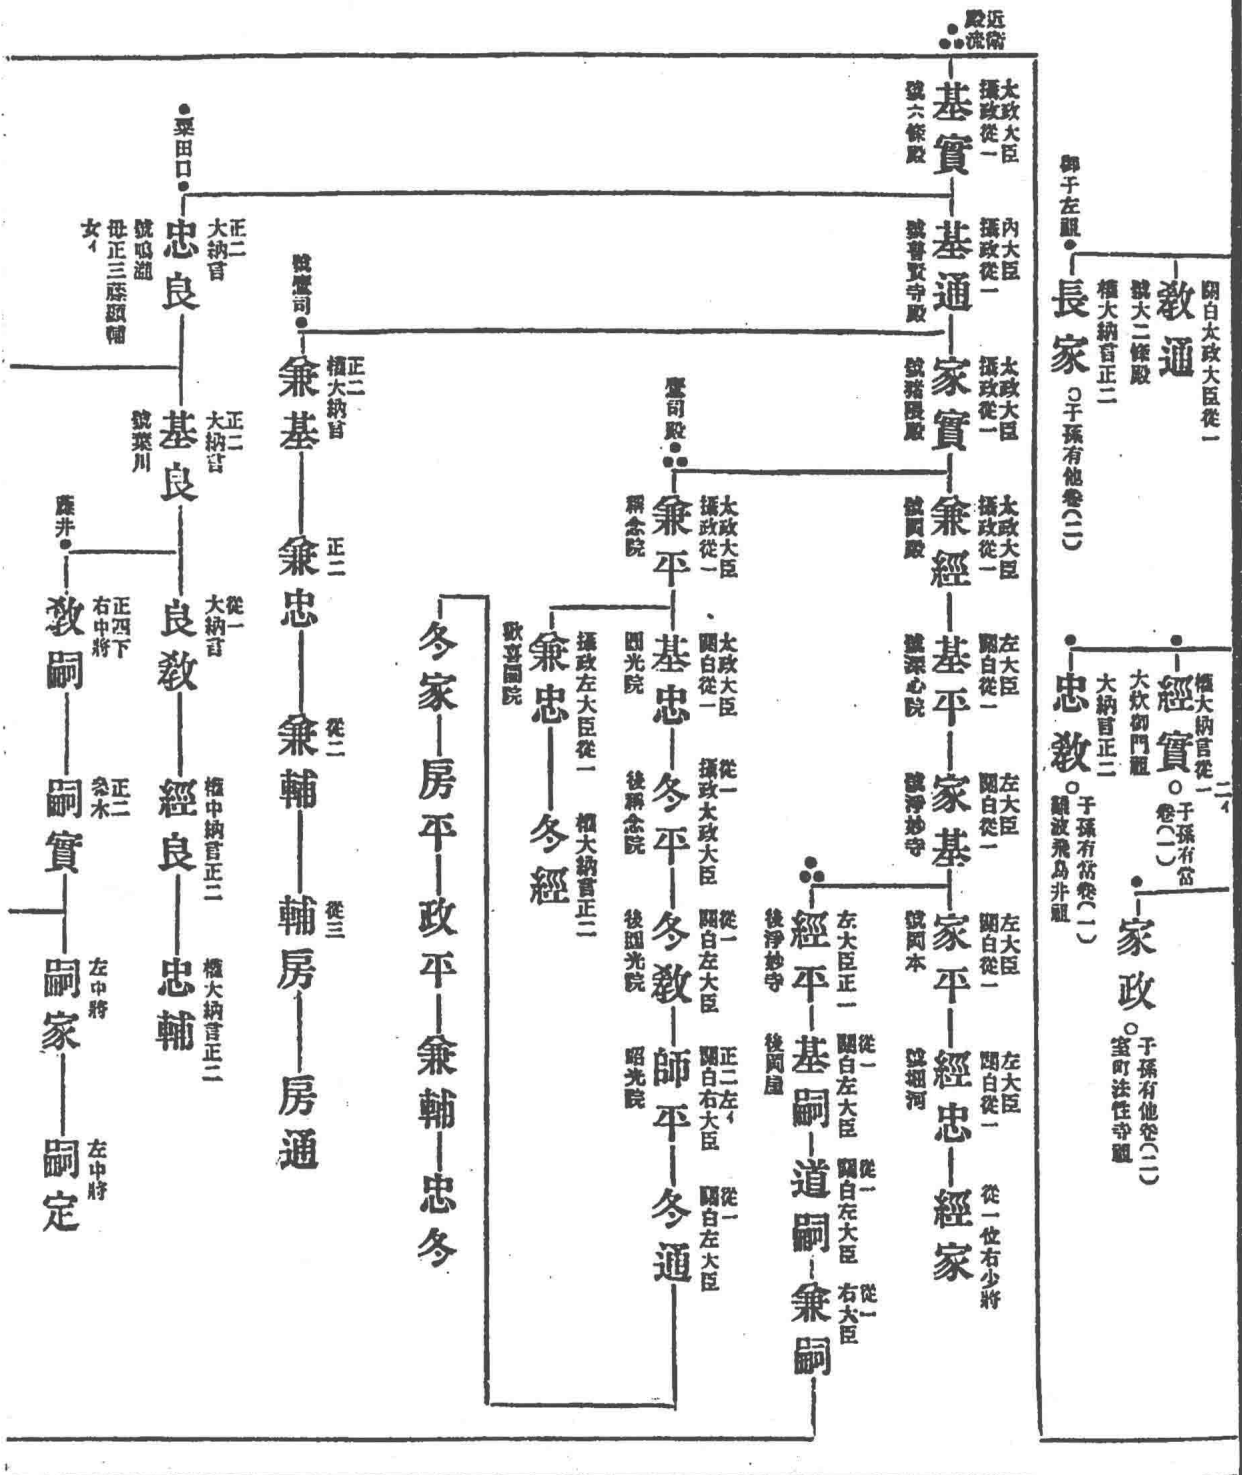 關白太政大臣從一
敎通
號大二條殿
權大納言正二
御子左祖
長家
○子孫有他卷(二)
權大納言從一
二イ
經實
大炊御門祖
○子孫有當卷(一)
大納言正二
忠敎
○子孫有當卷(一)
難波飛鳥井祖
家政
○子孫有他卷(二)
室町法性寺祖
近衛殿流
太政大臣
攝政從一
基實
號六條殿
內大臣
攝政從一
基通
號普賢寺殿
太政大臣
攝政從一
家實
號猪隈殿
太政大臣
攝政從一
兼經
號岡殿
左大臣
關白從一
基平
號深心院
左大臣
關白從一
家基
號淨妙寺
左大臣
關白從一
家平
號岡本
左大臣
關白從一
經忠
號堀河
從一位右少將
經家
左大臣正一
經平
後淨妙寺
從一
關白左大臣
基嗣
後岡屋
從一
關白左大臣
道嗣
從一
右大臣
兼嗣
鷹司殿
太政大臣
攝政從一
兼平
稱念院
太政大臣
關白從一
基忠
圓光院
從一
攝政太政大臣
冬平
後稱念院
從一
關白左大臣
冬敎
後圓光院
正二左イ
關白右大臣
師平
昭光院
從一
關白左大臣
冬通
攝政左大臣從一
兼忠
歡喜園院
權大納言正二
冬經
冬家
房平
政平
兼輔
忠冬
號鷹司
正二
權大納言
兼基
正二
兼忠
從二
兼輔
從三
輔房
房通
粟田口
正二
大納言
忠良
號鳴瀧
母正三藤顯輔
女イ
正二
大納言
基良
號粟川
從一
大納言
良敎
權中納言正二
經良
權大納言正二
忠輔
藤井
正四下
右中將
敎嗣
正二
參木
嗣實
左中將
嗣家
左中將
嗣定